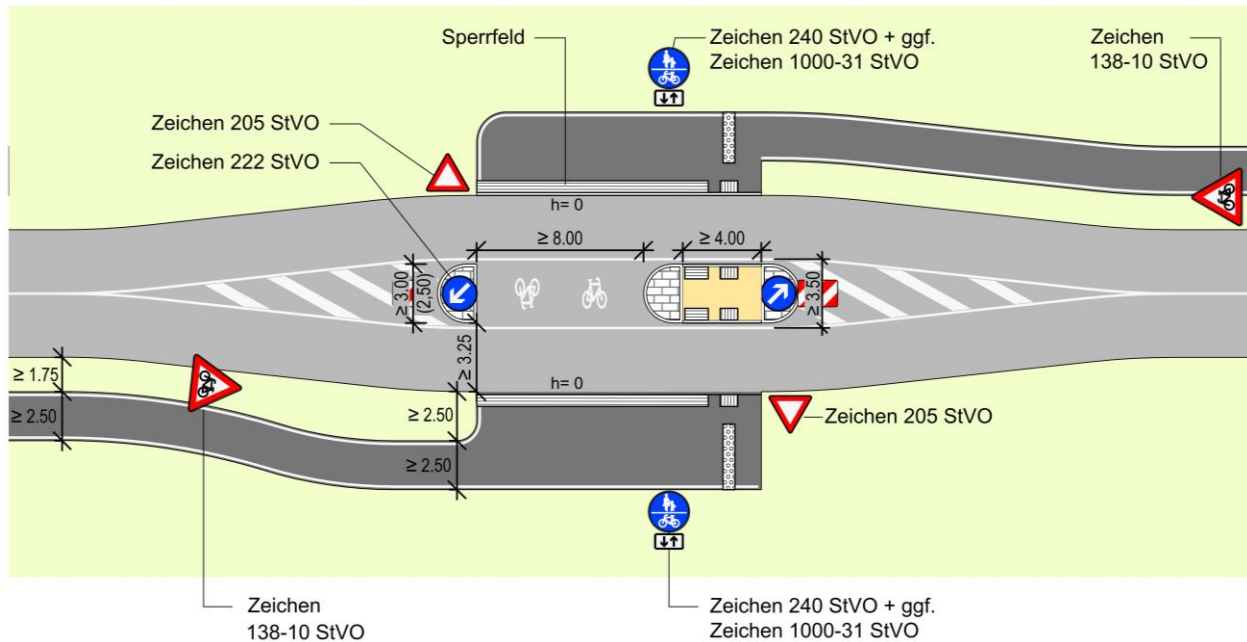 Sperrfeld
Zeichen 240 StVO + ggf.
Zeichen 1000-31 StVO
Zeichen
138-10 StVO
Zeichen 205 StVO
Zeichen 222 StVO
h= 0
≥ 8.00
≥ 4.00
≥ 3.00
(2,50)
≥ 3.50
≥ 3.25
h= 0
≥ 1.75
≥ 2.50
≥ 2.50
≥ 2.50
Zeichen 205 StVO
Zeichen
138-10 StVO
Zeichen 240 StVO + ggf.
Zeichen 1000-31 StVO